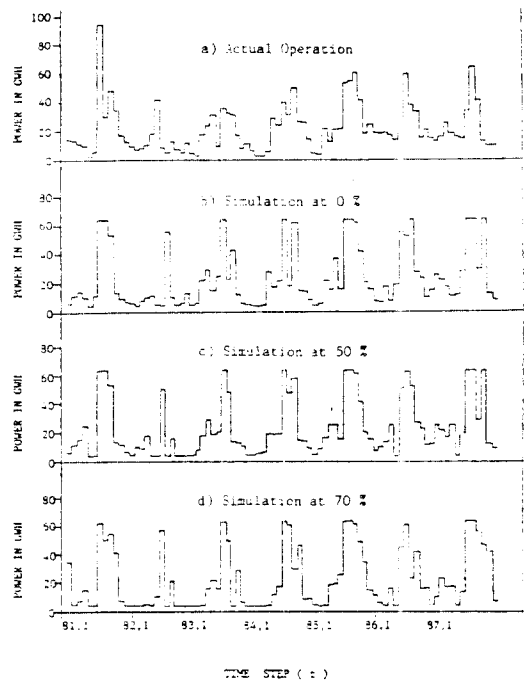 100
80
60
40
20
0
POWER IN GWH
a) Actual Operation
80
60
40
20
0
POWER IN GWH
b) Simulation at 0 %
80
60
40
20
0
POWER IN GWH
c) Simulation at 50 %
80
60
40
20
0
POWER IN GWH
d) Simulation at 70 %
81,1 82,1 83,1 84,1 85,1 86,1 87,1
TIME STEP ( t )